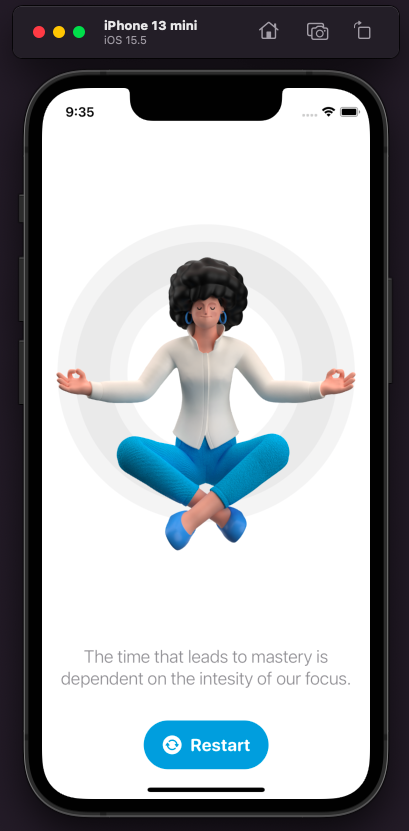 iPhone 13 mini
iOS 15.5
9:35
The time that leads to mastery is
dependent on the intesity of our focus.
Restart